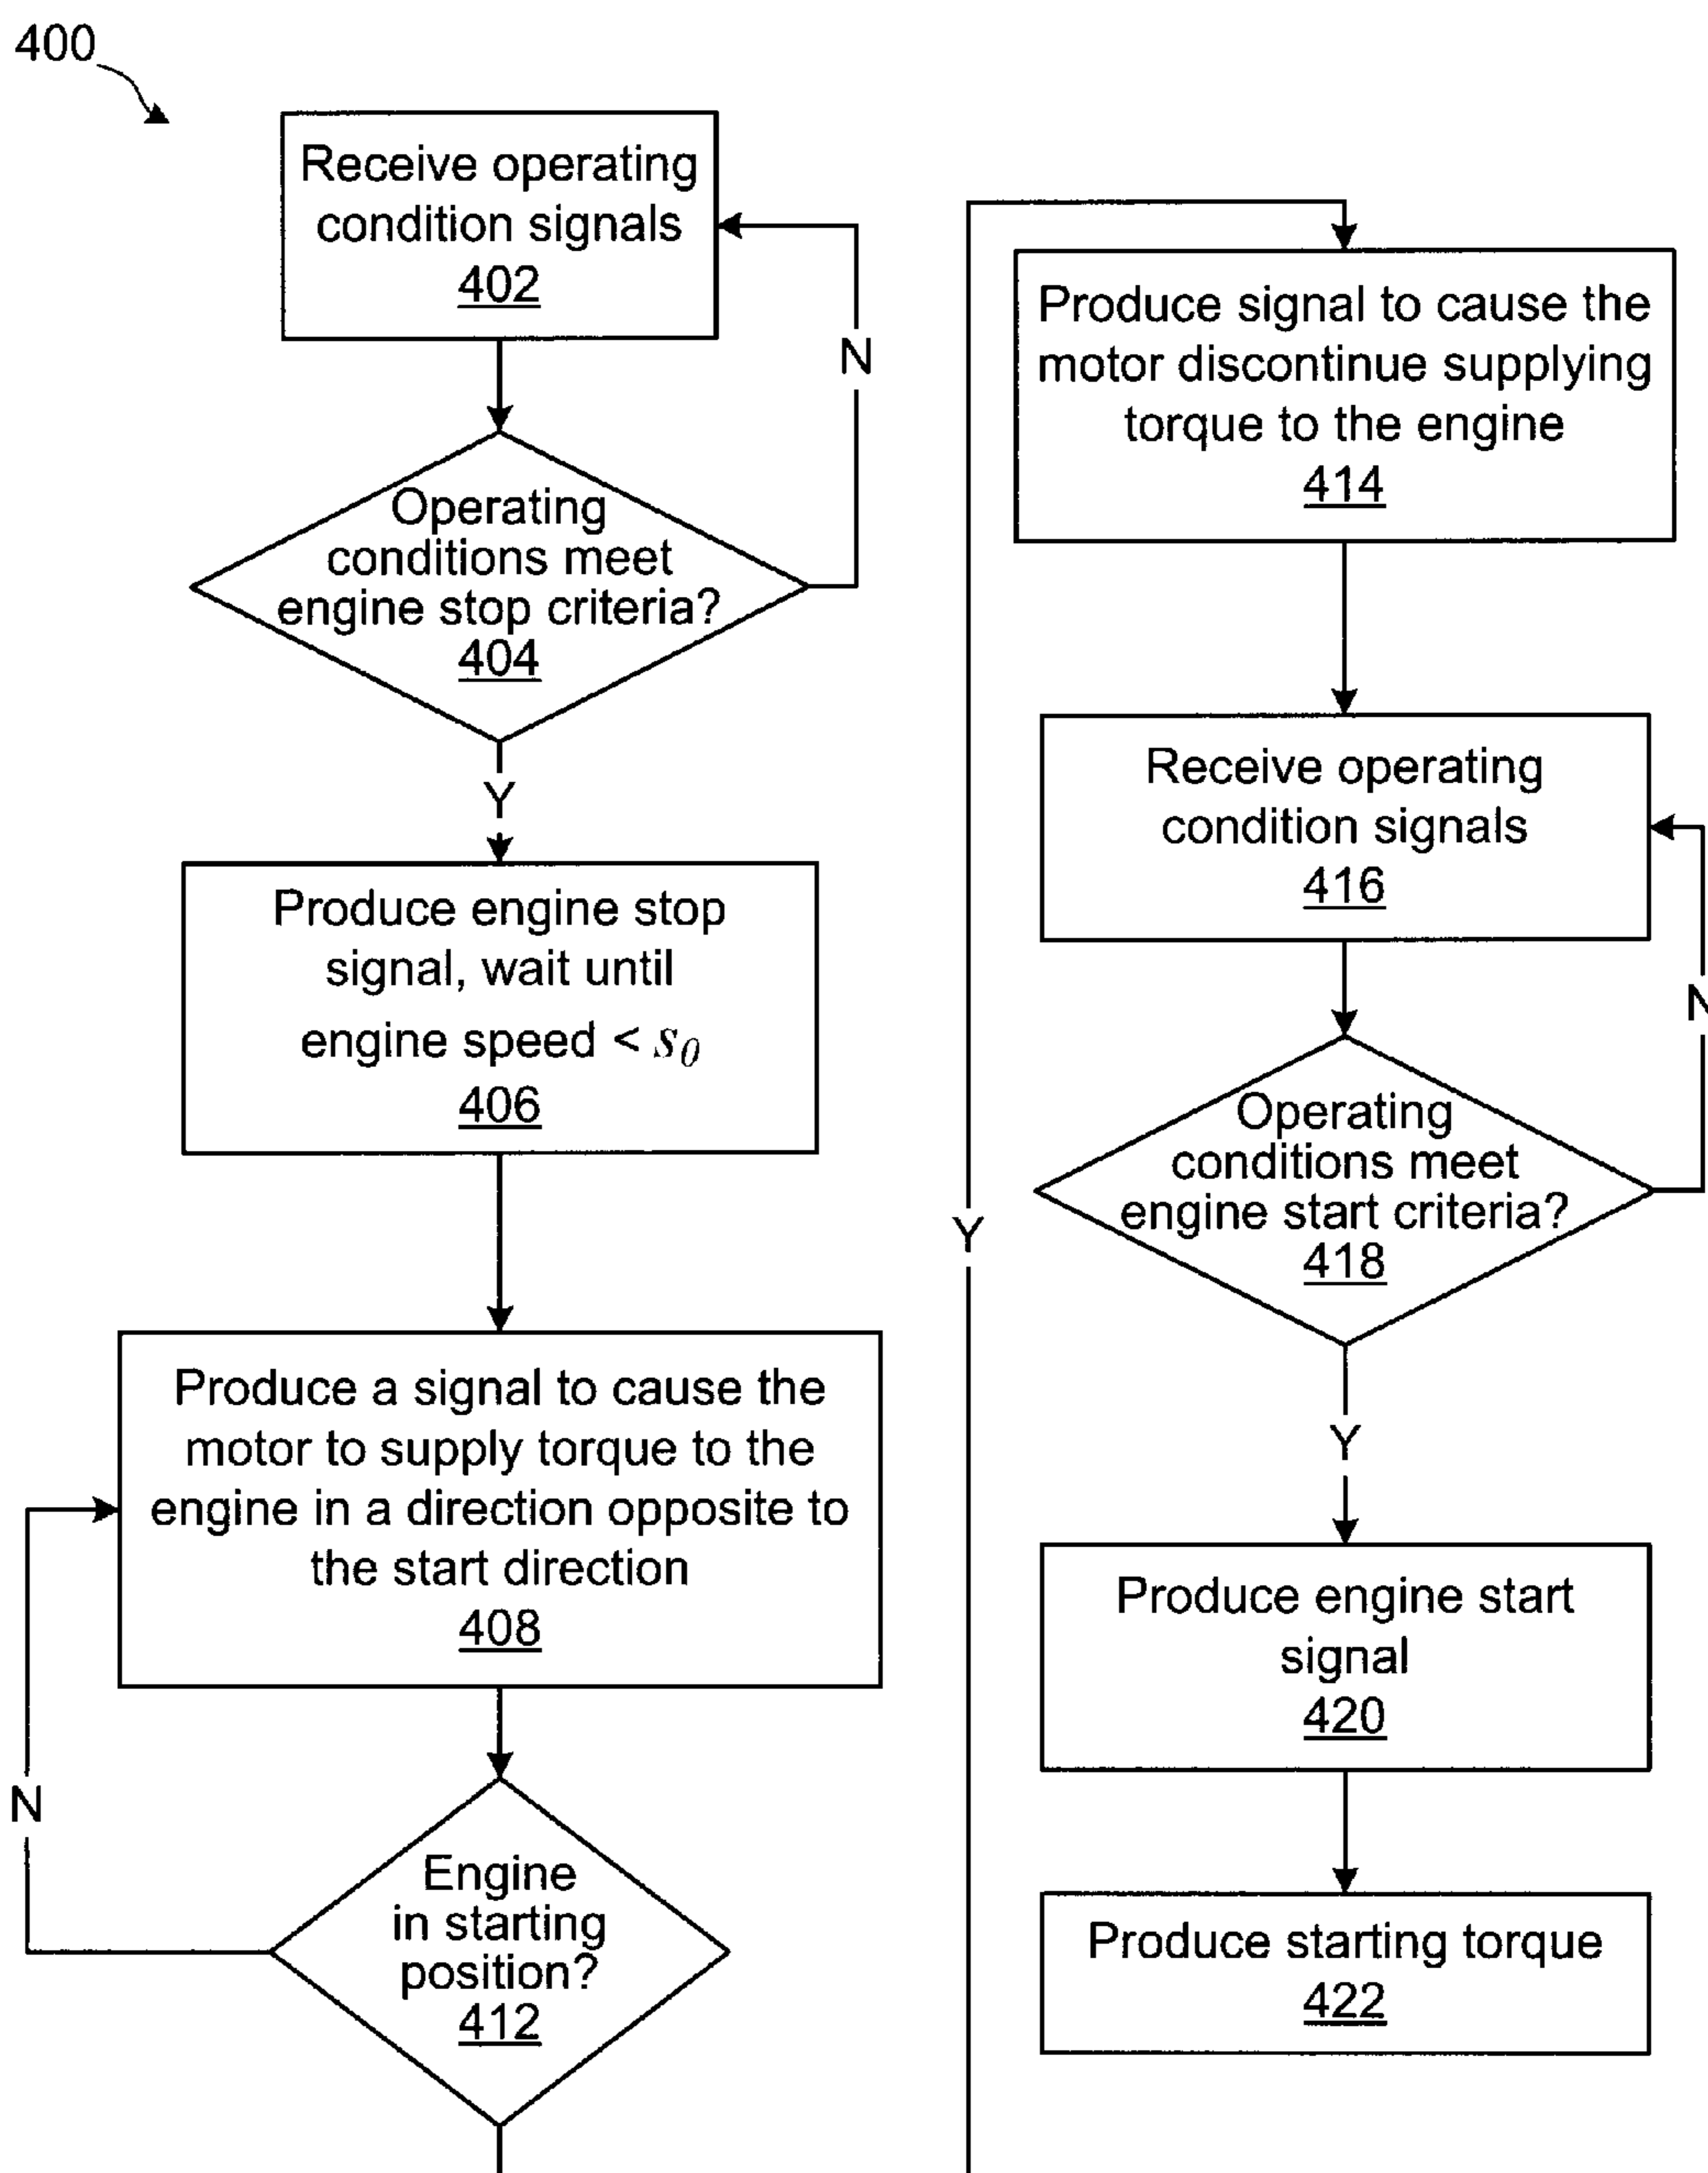 400
Receive operating
condition signals
402
N
Operating
conditions meet
engine stop criteria?
404
Y
Produce engine stop
signal, wait until
engine speed < s0
406
Produce a signal to cause the
motor to supply torque to the
engine in a direction opposite to
the start direction
408
N
Engine
in starting
position?
412
Y
Produce signal to cause the
motor discontinue supplying
torque to the engine
414
Receive operating
condition signals
416
N
Operating
conditions meet
engine start criteria?
418
Y
Produce engine start
signal
420
Produce starting torque
422